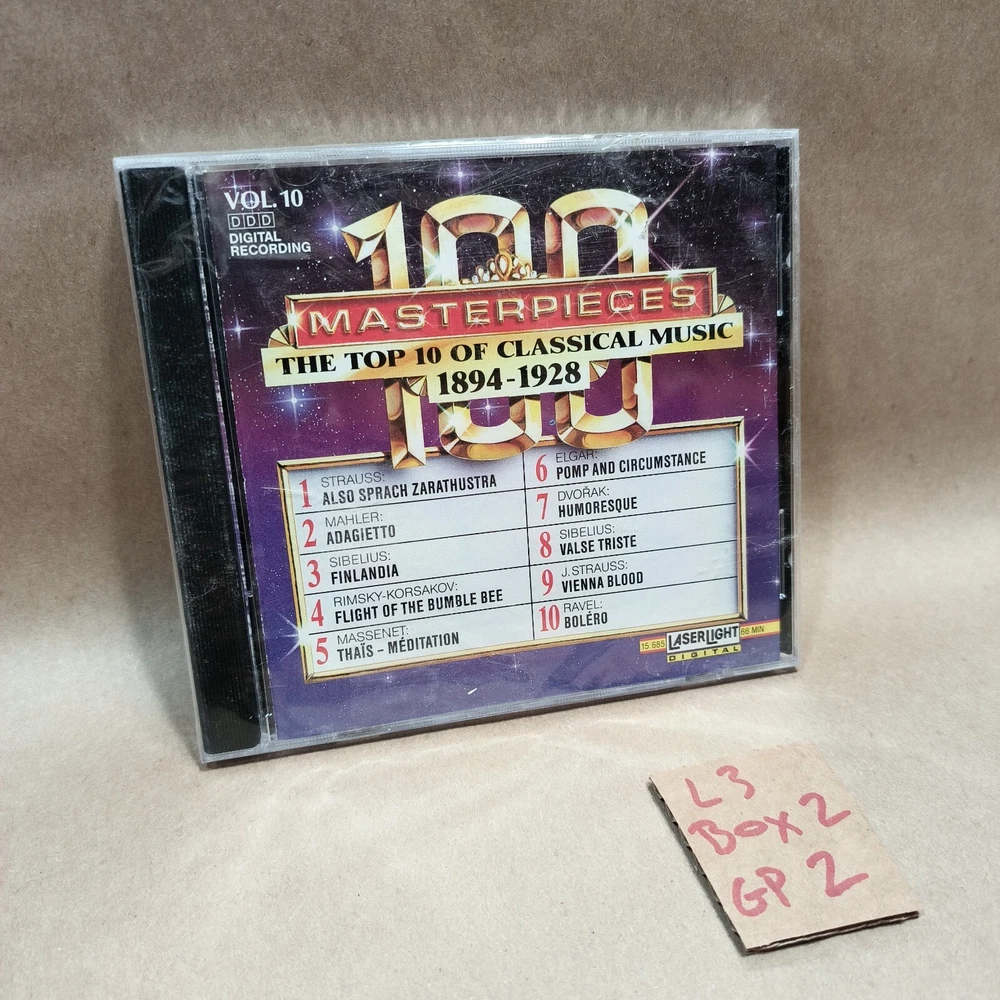 VOL. 10
DDD
DIGITAL
RECORDING
100
MASTERPIECES
THE TOP 10 OF CLASSICAL MUSIC
1894-1928
100
1 STRAUSS:
ALSO SPRACH ZARATHUSTRA
2 MAHLER:
ADAGIETTO
3 SIBELIUS:
FINLANDIA
4 RIMSKY-KORSAKOV:
FLIGHT OF THE BUMBLE BEE
5 MASSENET:
THAÏS – MÉDITATION
6 ELGAR:
POMP AND CIRCUMSTANCE
7 DVOŘAK:
HUMORESQUE
8 SIBELIUS:
VALSE TRISTE
9 J. STRAUSS:
VIENNA BLOOD
10 RAVEL:
BOLÉRO
15 685 LASERLIGHT 66 MIN
DIGITAL
L3
BOX 2
GP 2